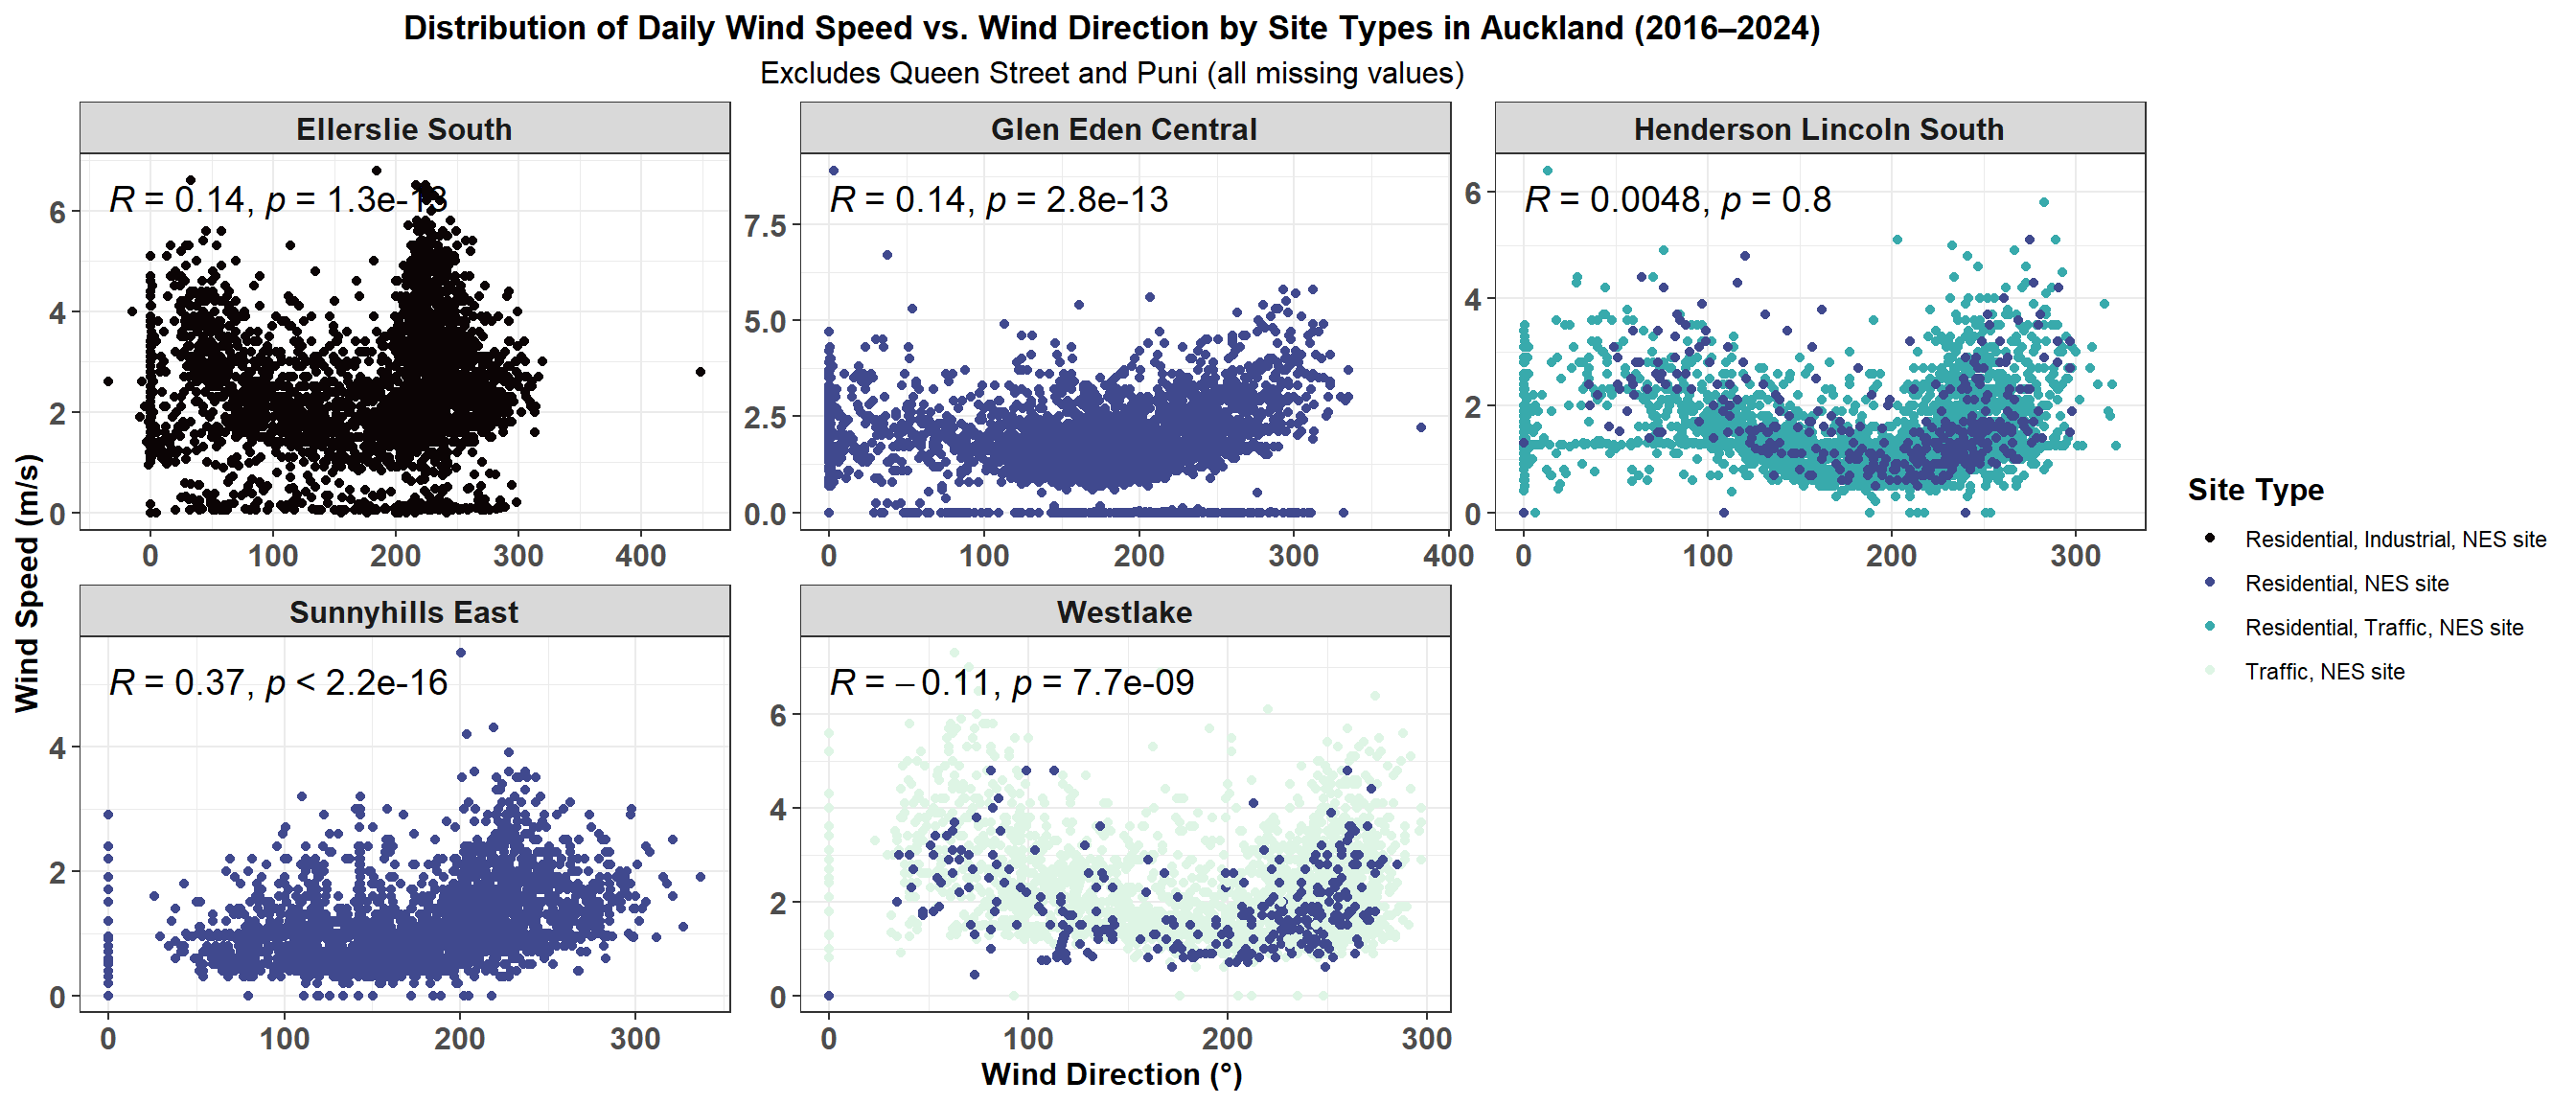 Distribution of Daily Wind Speed vs. Wind Direction by Site Types in Auckland (2016–2024)
Excludes Queen Street and Puni (all missing values)
Ellerslie South
R = 0.14, p = 1.3e-13
6
4
2
0
0 100 200 300 400
Glen Eden Central
R = 0.14, p = 2.8e-13
7.5
5.0
2.5
0.0
0 100 200 300 400
Henderson Lincoln South
R = 0.0048, p = 0.8
6
4
2
0
0 100 200 300
Sunnyhills East
R = 0.37, p < 2.2e-16
4
2
0
0 100 200 300
Westlake
R = −0.11, p = 7.7e-09
6
4
2
0
0 100 200 300
Wind Speed (m/s)
Wind Direction (°)
Site Type
Residential, Industrial, NES site
Residential, NES site
Residential, Traffic, NES site
Traffic, NES site